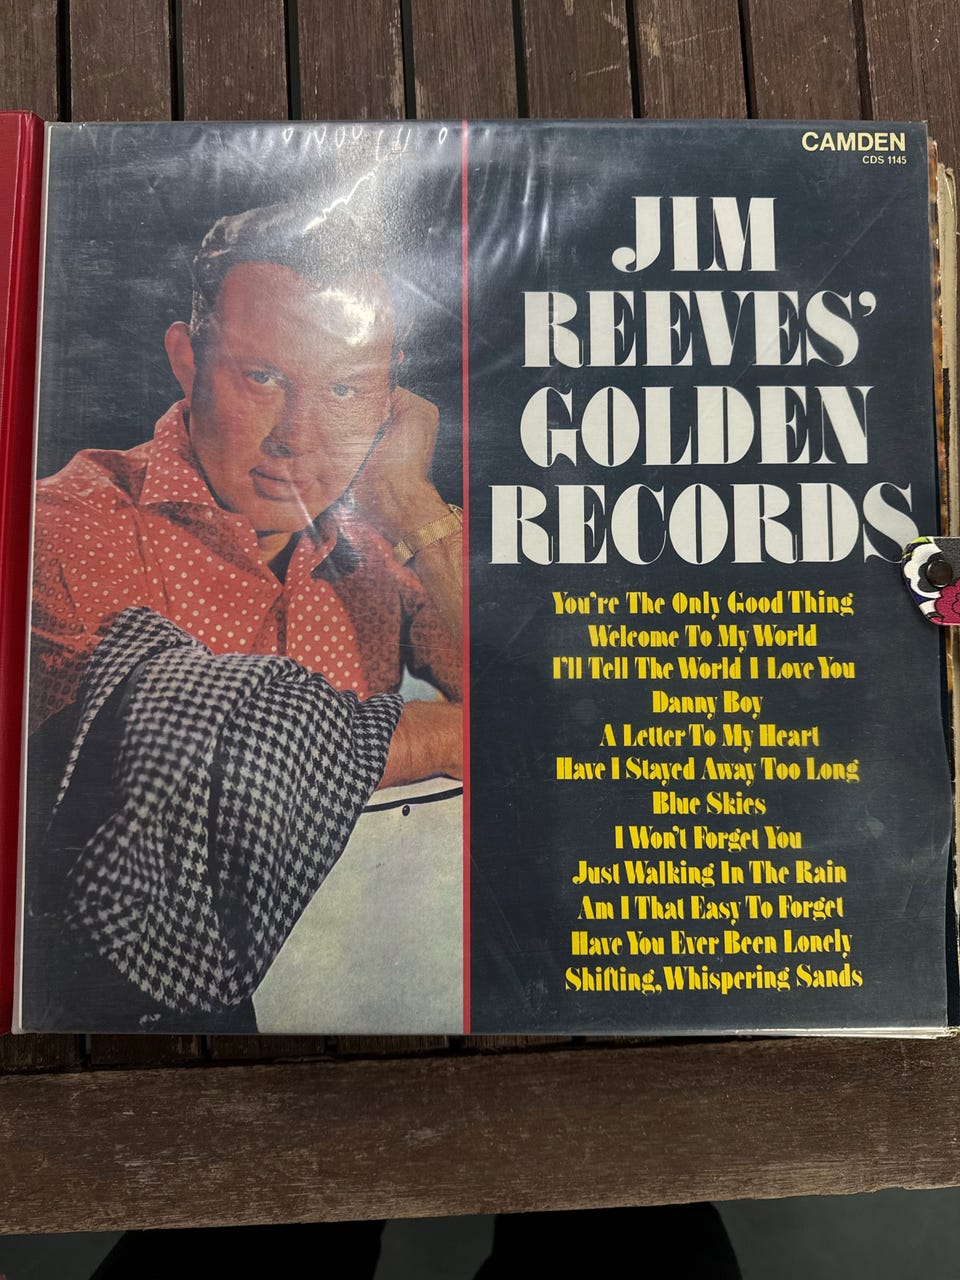 CAMDEN
CDS 1145
JIM
REEVES'
GOLDEN
RECORDS
You're The Only Good Thing
Welcome To My World
I'll Tell The World I Love You
Danny Boy
A Letter To My Heart
Have I Stayed Away Too Long
Blue Skies
I Won't Forget You
Just Walking In The Rain
Am I That Easy To Forget
Have You Ever Been Lonely
Shifting, Whispering Sands